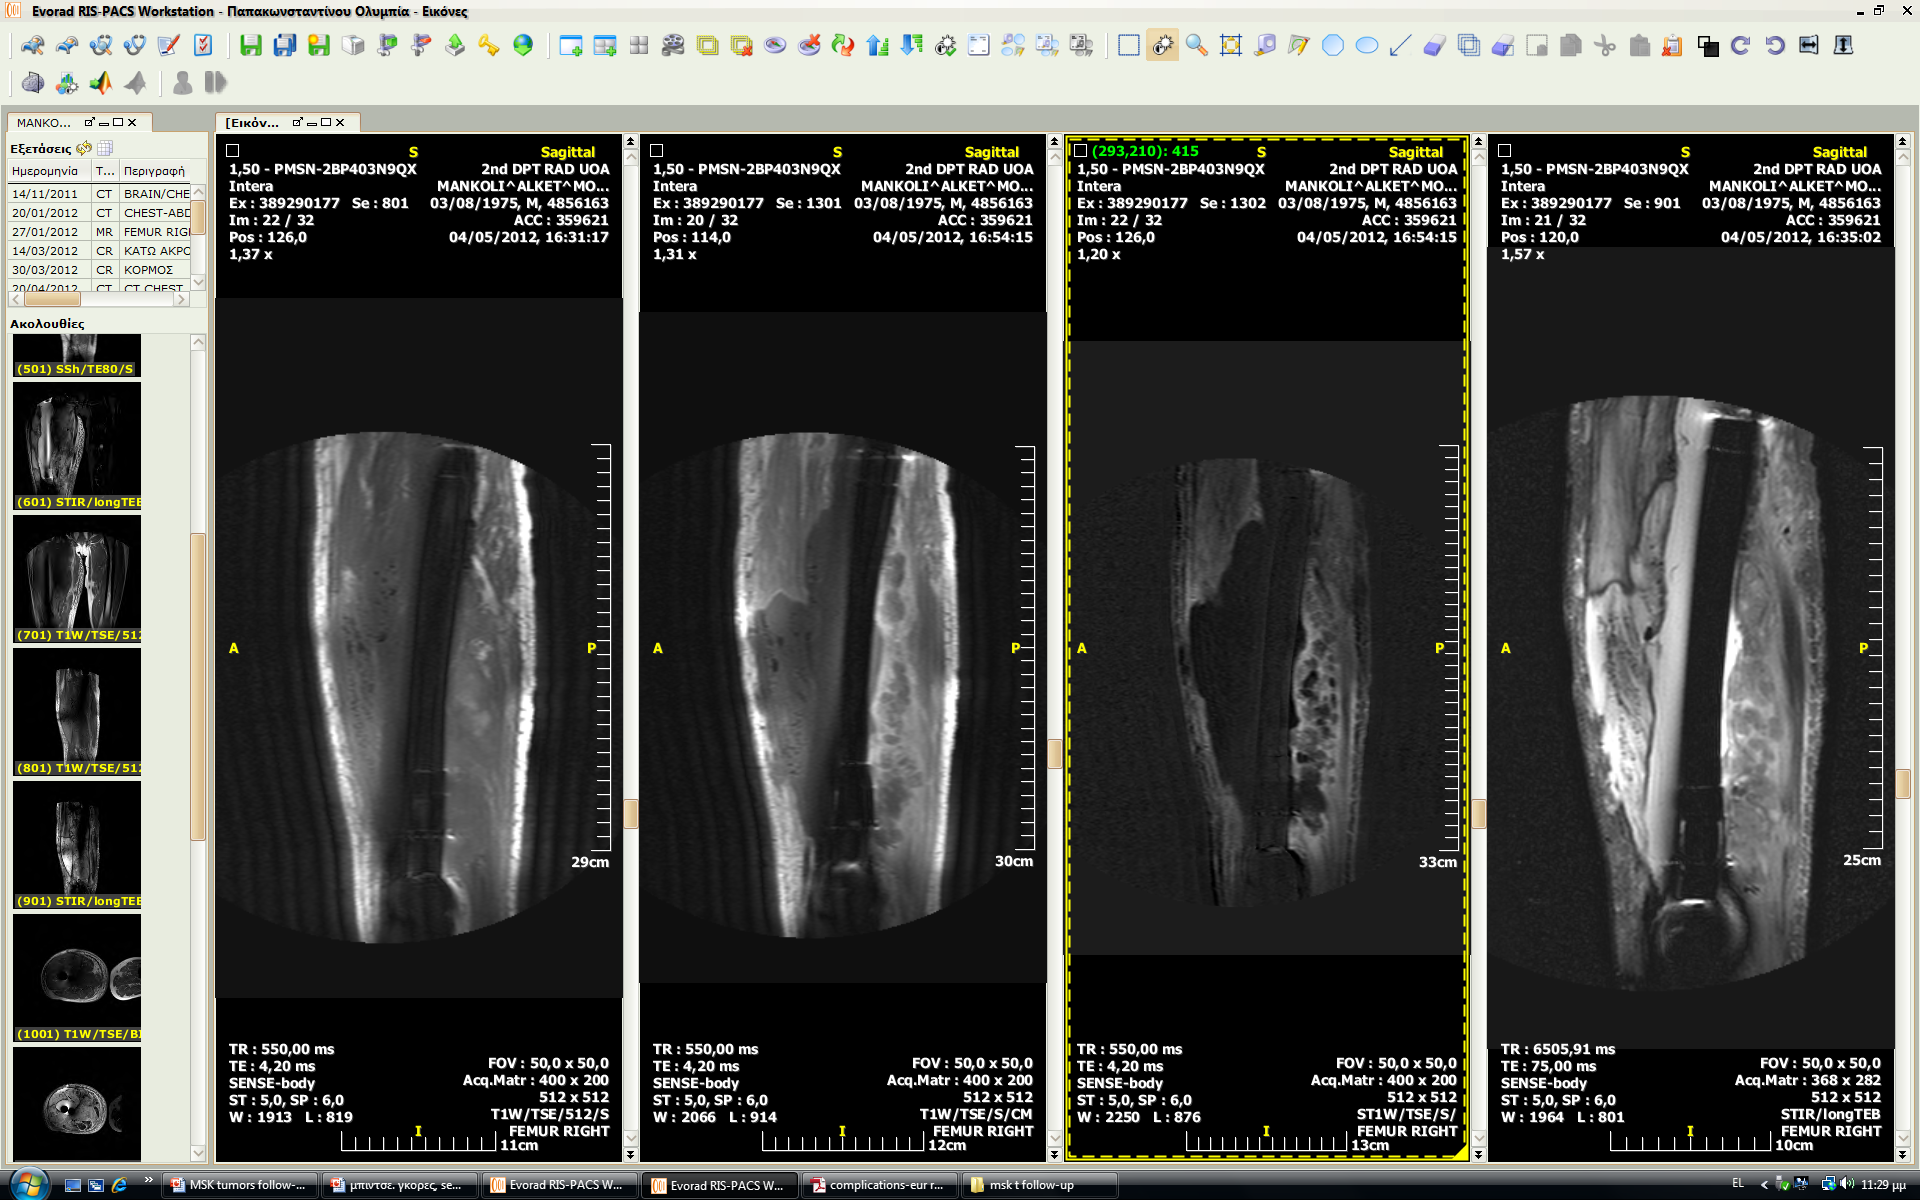 Evorad RIS-PACS Workstation - Παπακωνσταντίνου Ολυμπία - Εικόνες
MANKO...
[Εικόν...
Εξετάσεις
Ημερομηνία T... Περιγραφή
14/11/2011 CT BRAIN/CHE
20/01/2012 CT CHEST-ABD
27/01/2012 MR FEMUR RIG
14/03/2012 CR ΚΑΤΩ ΑΚΡΟ
30/03/2012 CR ΚΟΡΜΟΣ
20/04/2012 CT CT CHEST
Ακολουθίες
(501) SSh/TE80/S
(601) STIR/longTEB
(701) T1W/TSE/512
(801) T1W/TSE/512
(901) STIR/longTEB
(1001) T1W/TSE/B
S Sagittal
1,50 - PMSN-2BP403N9QX 2nd DPT RAD UOA
Intera MANKOLI^ALKET^MO...
Ex : 389290177 Se : 801 03/08/1975, M, 4856163
Im : 22 / 32 ACC : 359621
Pos : 126,0 04/05/2012, 16:31:17
1,37 x
A P
29cm
TR : 550,00 ms
TE : 4,20 ms FOV : 50,0 x 50,0
SENSE-body Acq.Matr : 400 x 200
ST : 5,0, SP : 6,0 512 x 512
W : 1913 L : 819 T1W/TSE/512/S
I FEMUR RIGHT
11cm
S Sagittal
1,50 - PMSN-2BP403N9QX 2nd DPT RAD UOA
Intera MANKOLI^ALKET^MO...
Ex : 389290177 Se : 1301 03/08/1975, M, 4856163
Im : 20 / 32 ACC : 359621
Pos : 114,0 04/05/2012, 16:54:15
1,31 x
A P
30cm
TR : 550,00 ms
TE : 4,20 ms FOV : 50,0 x 50,0
SENSE-body Acq.Matr : 400 x 200
ST : 5,0, SP : 6,0 512 x 512
W : 2066 L : 914 T1W/TSE/S/CM
I FEMUR RIGHT
12cm
(293,210): 415 S Sagittal
1,50 - PMSN-2BP403N9QX 2nd DPT RAD UOA
Intera MANKOLI^ALKET^MO...
Ex : 389290177 Se : 1302 03/08/1975, M, 4856163
Im : 22 / 32 ACC : 359621
Pos : 126,0 04/05/2012, 16:54:15
1,20 x
A P
33cm
TR : 550,00 ms
TE : 4,20 ms FOV : 50,0 x 50,0
SENSE-body Acq.Matr : 400 x 200
ST : 5,0, SP : 6,0 512 x 512
W : 2250 L : 876 ST1W/TSE/S/
I FEMUR RIGHT
13cm
S Sagittal
1,50 - PMSN-2BP403N9QX 2nd DPT RAD UOA
Intera MANKOLI^ALKET^MO...
Ex : 389290177 Se : 901 03/08/1975, M, 4856163
Im : 21 / 32 ACC : 359621
Pos : 120,0 04/05/2012, 16:35:02
1,57 x
A P
25cm
TR : 6505,91 ms
TE : 75,00 ms FOV : 50,0 x 50,0
SENSE-body Acq.Matr : 368 x 282
ST : 5,0, SP : 6,0 512 x 512
W : 1964 L : 801 STIR/longTEB
I FEMUR RIGHT
10cm
MSK tumors follow-... μπιντσε. γκορες, se... Evorad RIS-PACS W... Evorad RIS-PACS W... complications-eur r... msk t follow-up EL 11:29 μμ